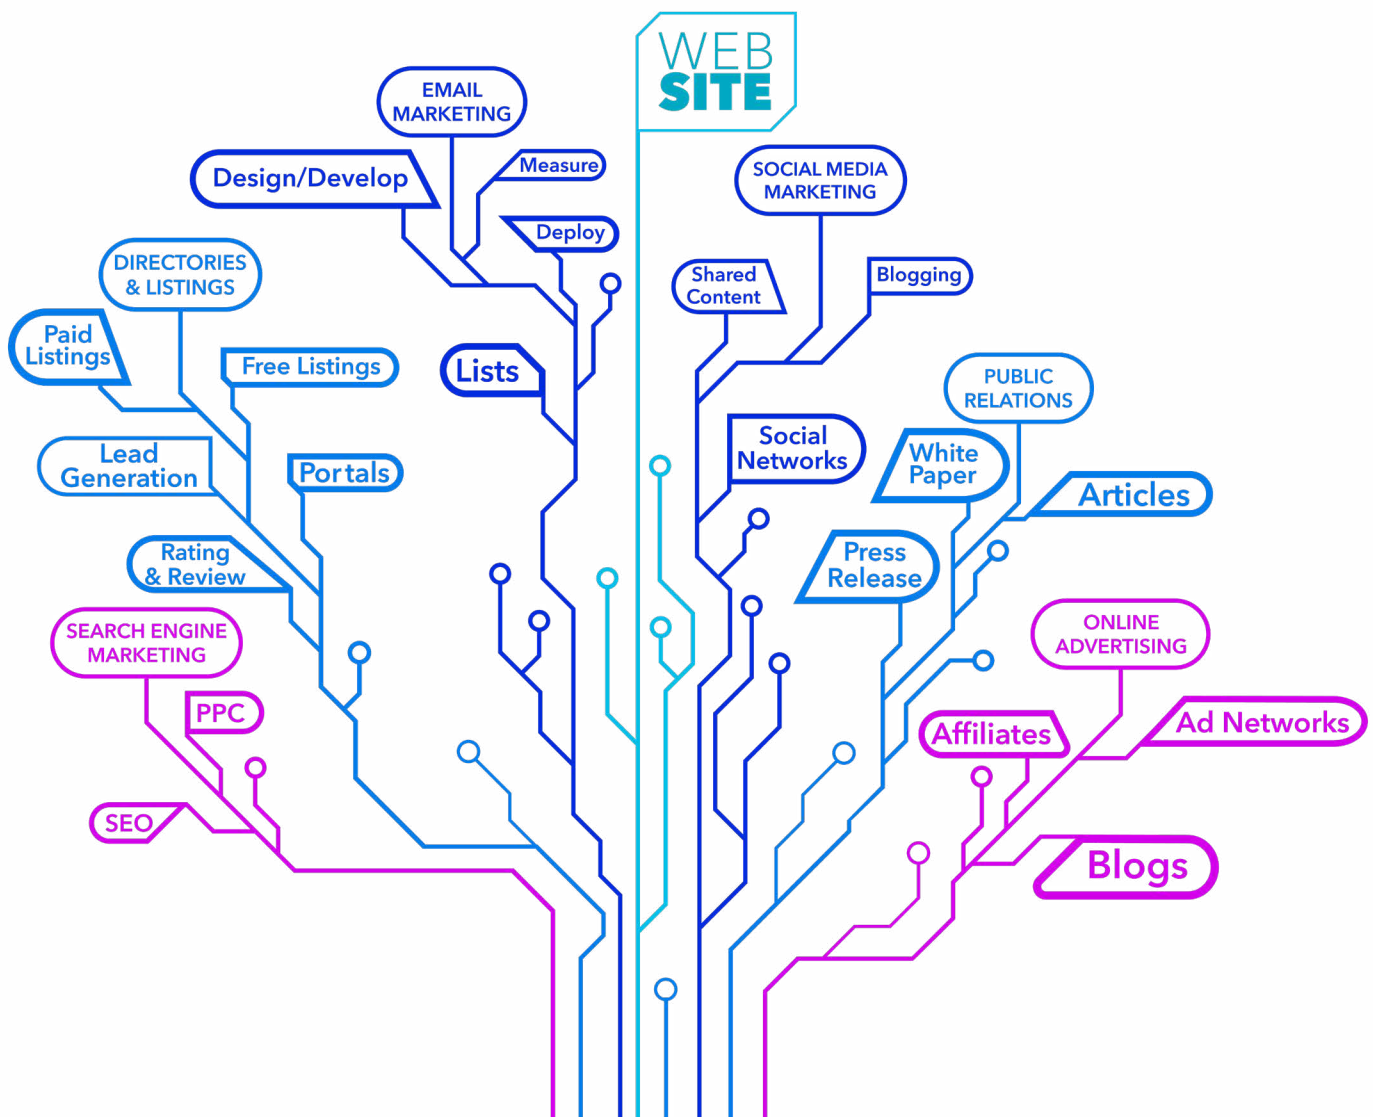 WEB
SITE
EMAIL
MARKETING
Design/Develop
Measure
Deploy
Lists
SOCIAL MEDIA
MARKETING
Shared
Content
Blogging
Social
Networks
DIRECTORIES
& LISTINGS
Paid
Listings
Free Listings
Lead
Generation
Portals
Rating
& Review
PUBLIC
RELATIONS
White
Paper
Articles
Press
Release
SEARCH ENGINE
MARKETING
PPC
SEO
ONLINE
ADVERTISING
Affiliates
Ad Networks
Blogs